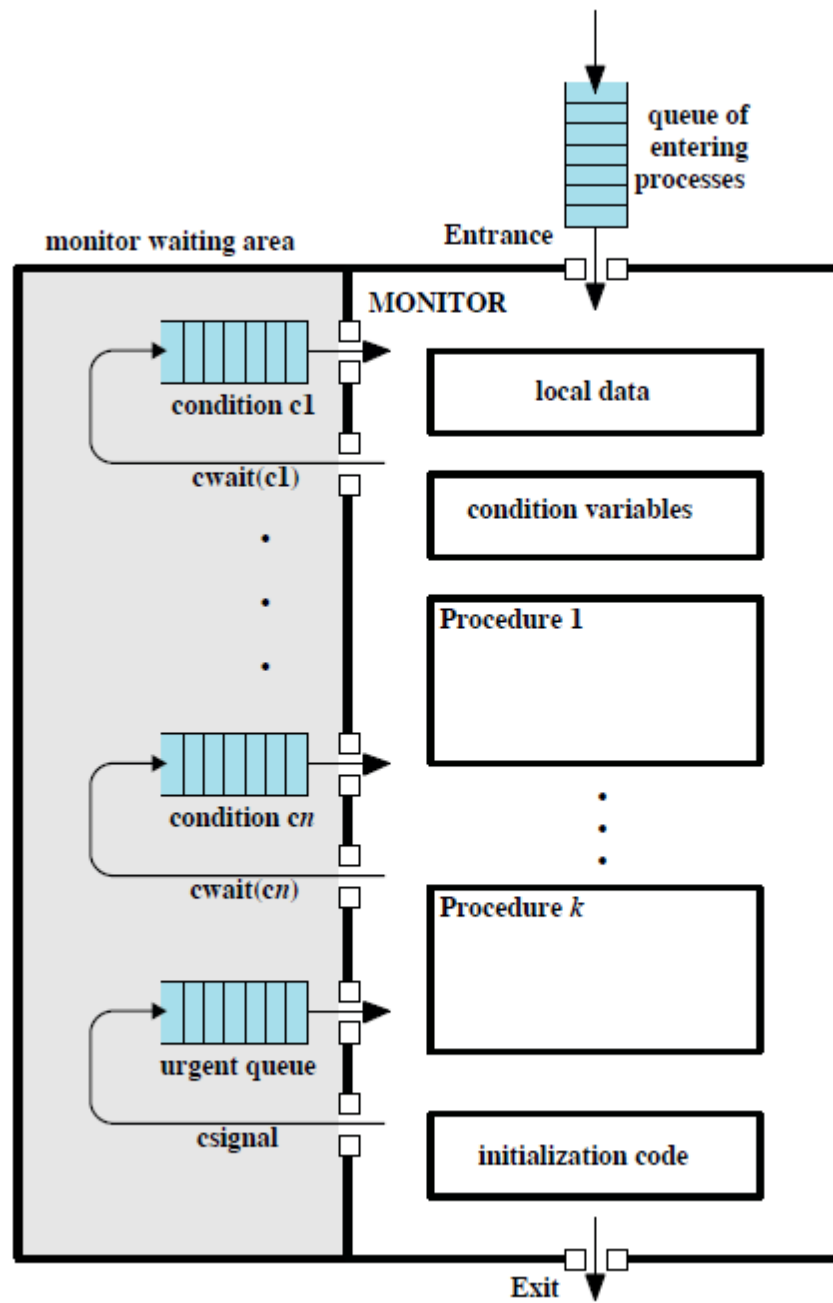 queue of
entering
processes
Entrance
monitor waiting area
MONITOR
condition c1
cwait(c1)
local data
condition variables
Procedure 1
condition cn
cwait(cn)
Procedure k
urgent queue
csignal
initialization code
Exit